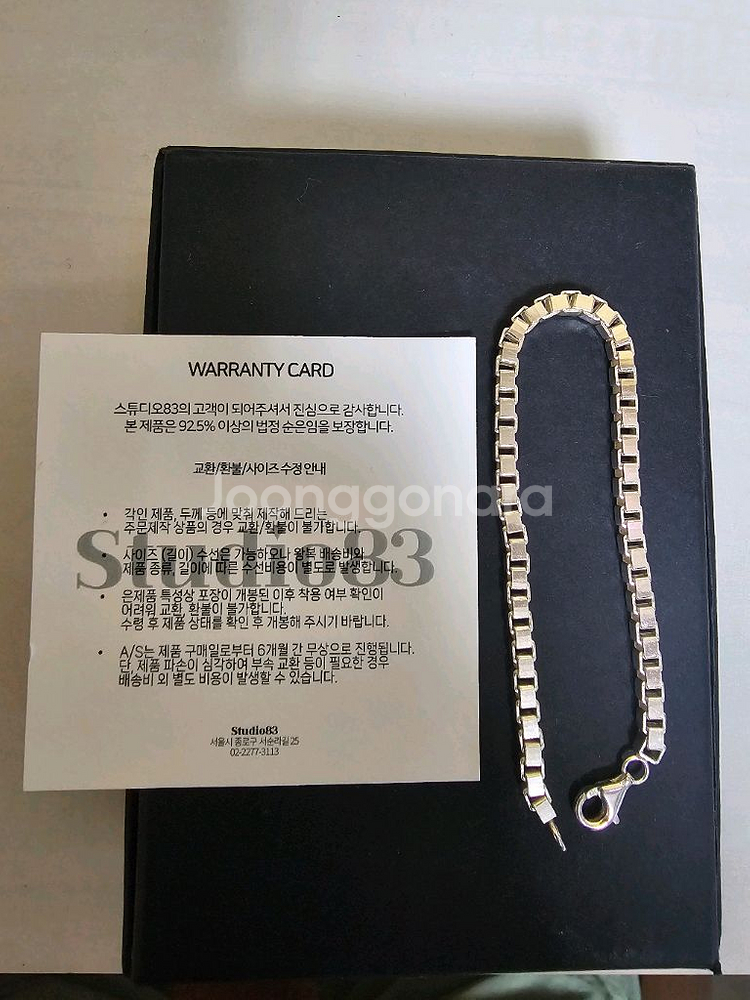 WARRANTY CARD
스튜디오83의 고객이 되어주셔서 진심으로 감사합니다.
본 제품은 92.5% 이상의 법정 순은임을 보장합니다.
교환/환불/사이즈 수정 안내
• 각인 제품, 두께 등에 맞춰 제작해 드리는
주문제작 상품의 경우 교환/환불이 불가합니다.
Joonggonara
Studio83
• 사이즈 (길이) 수선은 가능하오나 왕복 배송비와
제품 종류, 길이에 따른 수선비용이 별도로 발생합니다.
• 은제품 특성상 포장이 개봉된 이후 착용 여부 확인이
어려워 교환, 환불이 불가합니다.
수령 후 제품 상태를 확인 후 개봉해 주시기 바랍니다.
• A/S는 제품 구매일로부터 6개월 간 무상으로 진행됩니다.
단, 제품 파손이 심각하여 부속 교환 등이 필요한 경우
배송비 외 별도 비용이 발생할 수 있습니다.
Studio83
서울시 종로구 서순라길 25
02-2277-3113